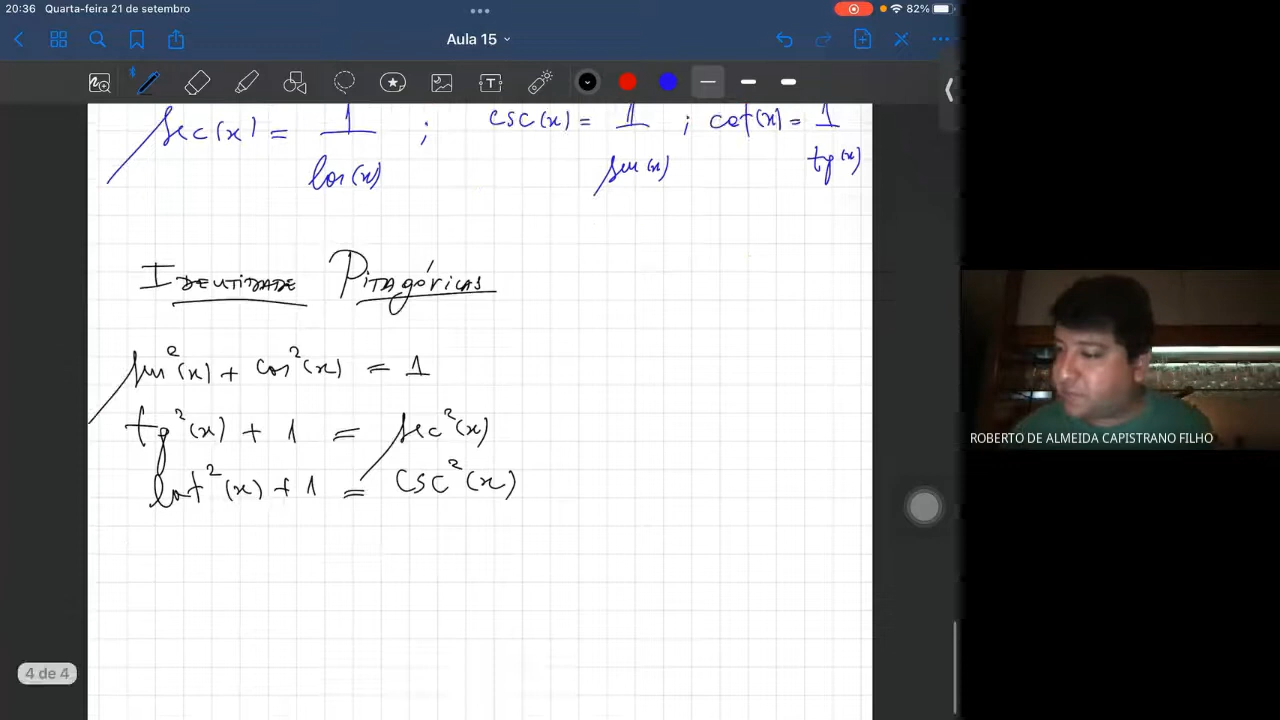 20:36 Quarta-feira 21 de setembro 82%
Aula 15
sec(x) = 1/cos(x) ; csc(x) = 1/sen(x) ; cot(x) = 1/tg(x)
IDENTIDADE PITAGÓRICAS
sen²(x) + cos²(x) = 1
tg²(x) + 1 = sec²(x)
cot²(x) + 1 = csc²(x)
ROBERTO DE ALMEIDA CAPISTRANO FILHO
4 de 4